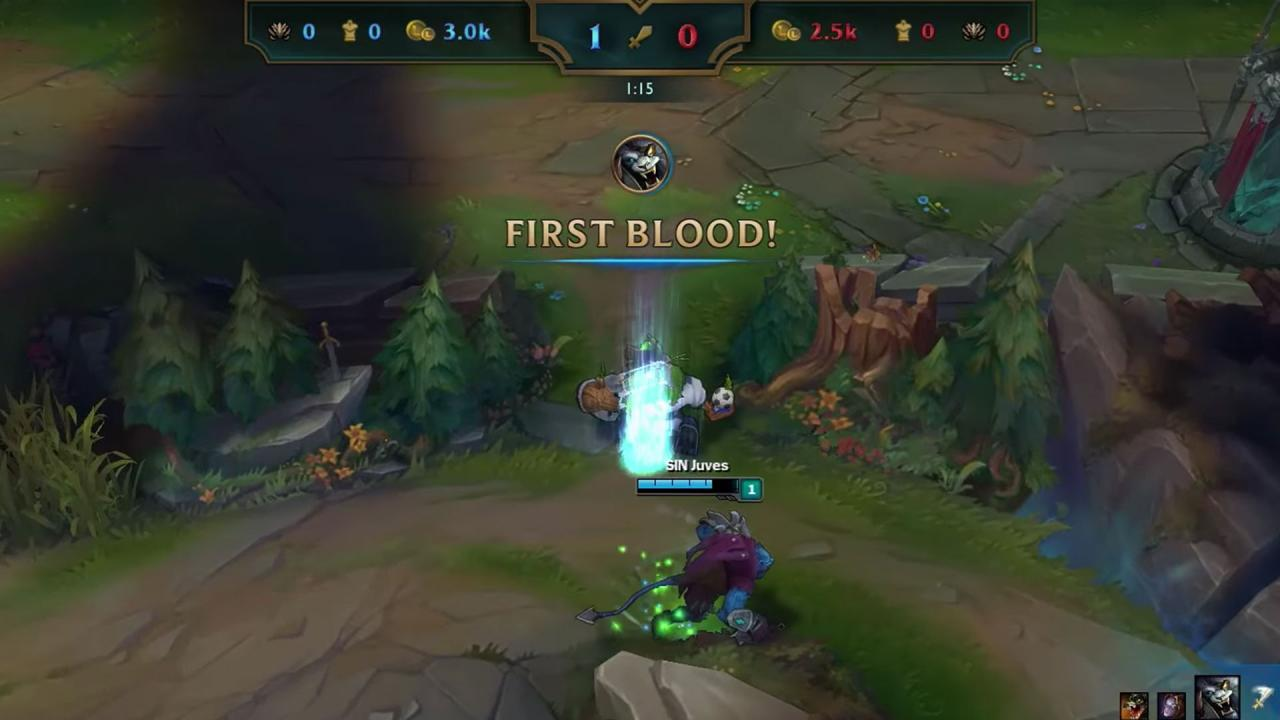 0 0 3.0k 1 0 2.5k 0 0
1:15
FIRST BLOOD!
SIN Juves
1